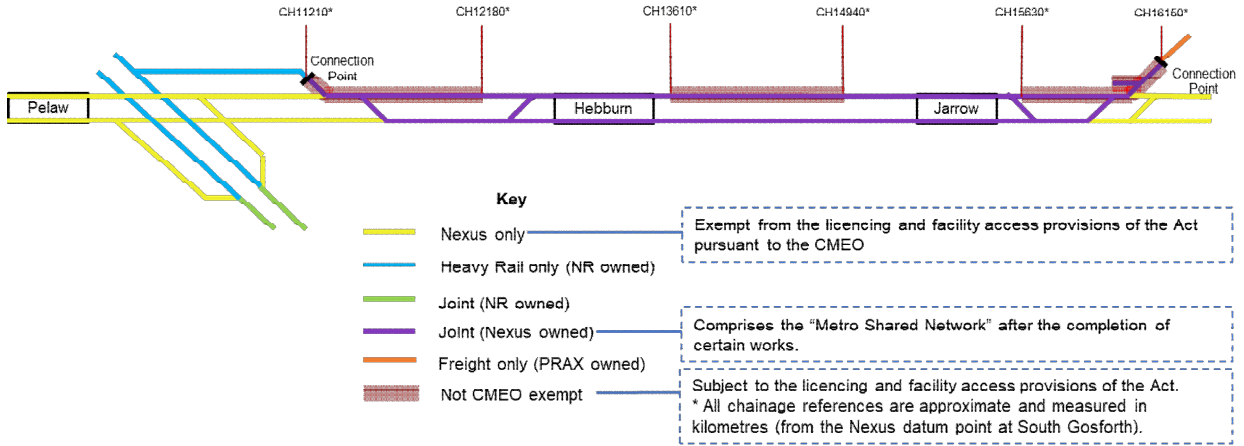 CH11210* CH12180* CH13610* CH14940* CH15630* CH16150*
Connection
Point
Connection
Point
Pelaw Hebburn Jarrow
Key
Nexus only
Exempt from the licencing and facility access provisions of the Act
pursuant to the CMEO
Heavy Rail only (NR owned)
Joint (NR owned)
Joint (Nexus owned)
Comprises the “Metro Shared Network” after the completion of
certain works.
Freight only (PRAX owned)
Not CMEO exempt
Subject to the licencing and facility access provisions of the Act.
* All chainage references are approximate and measured in
kilometres (from the Nexus datum point at South Gosforth).